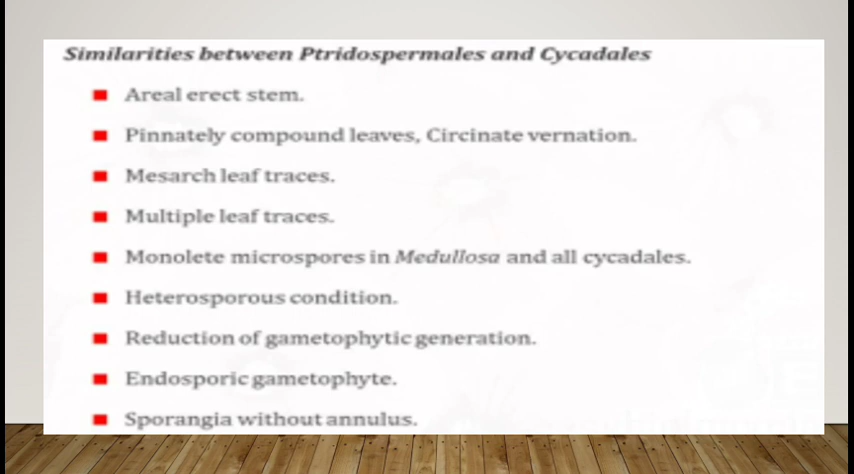 Similarities between Ptridospermales and Cycadales
Areal erect stem.
Pinnately compound leaves, Circinate vernation.
Mesarch leaf traces.
Multiple leaf traces.
Monolete microspores in Medullosa and all cycadales.
Heterosporous condition.
Reduction of gametophytic generation.
Endosporic gametophyte.
Sporangia without annulus.